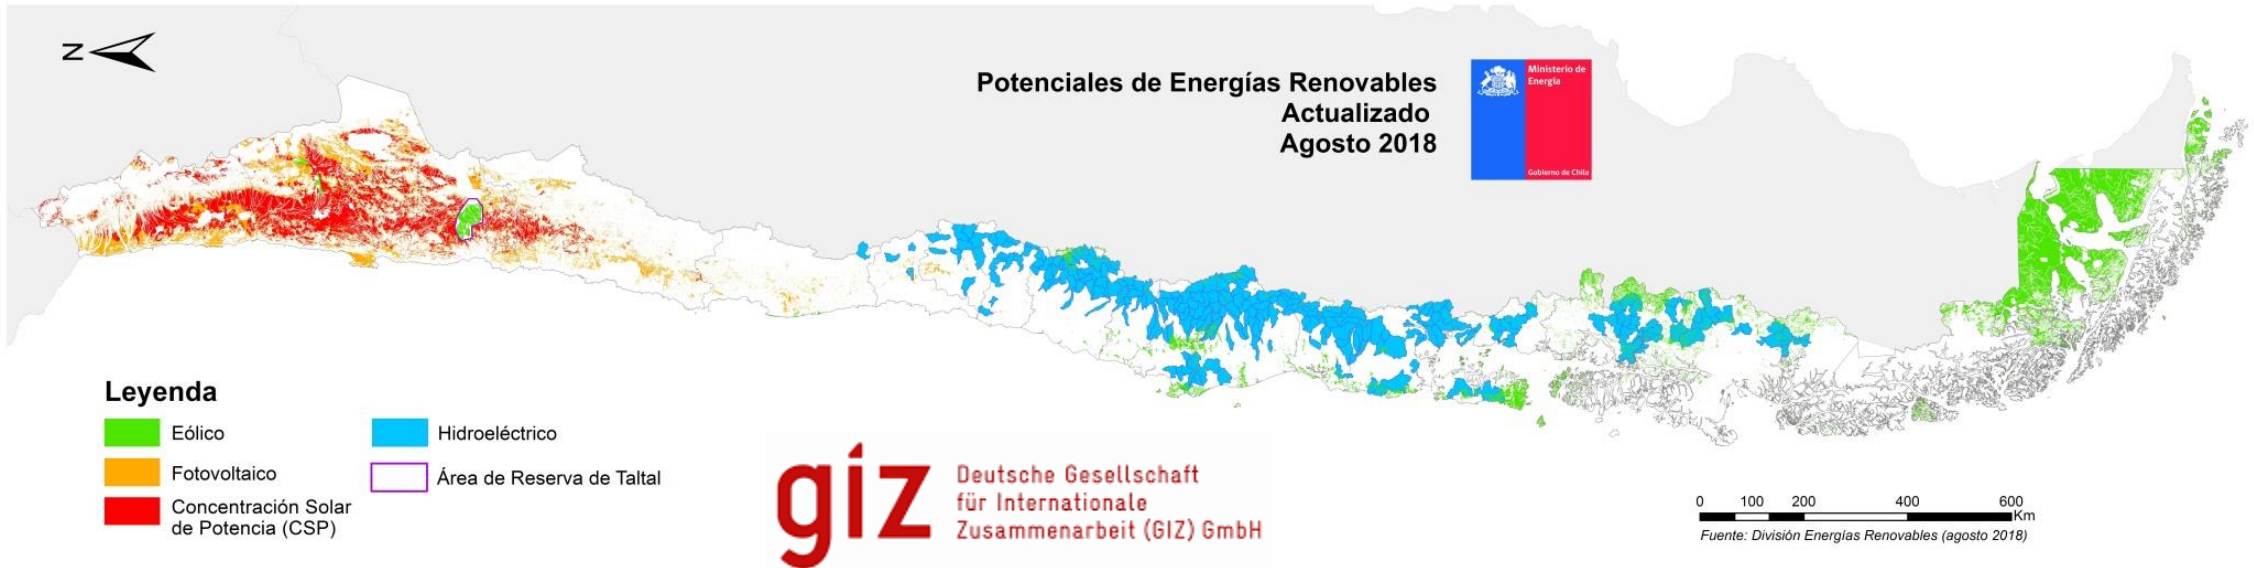 N
Potenciales de Energías Renovables
Actualizado
Agosto 2018
Ministerio de
Energía
Gobierno de Chile
Leyenda
Eólico
Fotovoltaico
Concentración Solar
de Potencia (CSP)
Hidroeléctrico
Área de Reserva de Taltal
giz
Deutsche Gesellschaft
für Internationale
Zusammenarbeit (GIZ) GmbH
0 100 200 400 600
Km
Fuente: División Energías Renovables (agosto 2018)